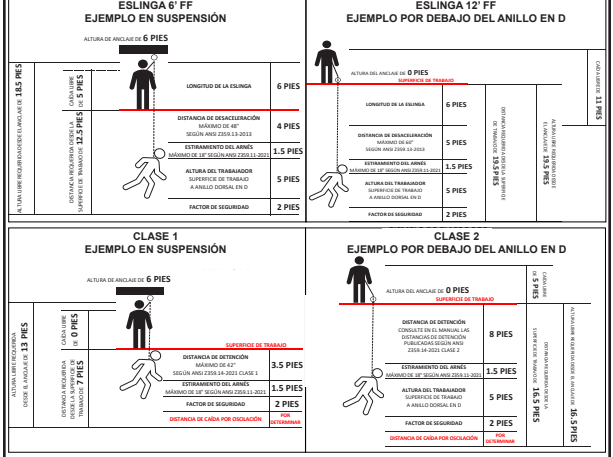 ESLINGA 6' FF
EJEMPLO EN SUSPENSIÓN
ALTURA DE ANCLAJE DE 6 PIES
ALTURA LIBRE REQUERIDA DESDE EL ANCLAJE DE 18.5 PIES
DISTANCIA REQUERIDA DESDE LA
SUPERFICIE DE TRABAJO DE 12.5 PIES
CAÍDA LIBRE
DE 5 PIES
LONGITUD DE LA ESLINGA
6 PIES
DISTANCIA DE DESACELERACIÓN
MÁXIMO DE 48"
SEGÚN ANSI Z359.13-2013
4 PIES
ESTIRAMIENTO DEL ARNÉS
MÁXIMO DE 18" SEGÚN ANSI Z359.11-2021
1.5 PIES
ALTURA DEL TRABAJADOR
SUPERFICIE DE TRABAJO
A ANILLO DORSAL EN D
5 PIES
FACTOR DE SEGURIDAD
2 PIES
ESLINGA 12' FF
EJEMPLO POR DEBAJO DEL ANILLO EN D
ALTURA DEL ANCLAJE DE 0 PIES
SUPERFICIE DE TRABAJO
LONGITUD DE LA ESLINGA
6 PIES
DISTANCIA DE DESACELERACIÓN
MÁXIMO DE 60"
SEGÚN ANSI Z359.13-2013
5 PIES
ESTIRAMIENTO DEL ARNÉS
MÁXIMO DE 18" SEGÚN ANSI Z359.11-2021
1.5 PIES
ALTURA DEL TRABAJADOR
SUPERFICIE DE TRABAJO
A ANILLO DORSAL EN D
5 PIES
FACTOR DE SEGURIDAD
2 PIES
DISTANCIA REQUERIDA DESDE LA SUPERFICIE
DE TRABAJO DE 19.5 PIES
ALTURA LIBRE REQUERIDA DESDE
EL ANCLAJE DE 19.5 PIES
CAÍDA LIBRE DE 11 PIES
CLASE 1
EJEMPLO EN SUSPENSIÓN
ALTURA DE ANCLAJE DE 6 PIES
ALTURA LIBRE REQUERIDA
DESDE EL ANCLAJE DE 13 PIES
CAÍDA LIBRE
DE 0 PIES
DISTANCIA REQUERIDA
DESDE LA SUPERFICIE DE
TRABAJO DE 7 PIES
SUPERFICIE DE TRABAJO
DISTANCIA DE DETENCIÓN
MÁXIMO DE 42"
SEGÚN ANSI Z359.14-2021 CLASE 1
3.5 PIES
ESTIRAMIENTO DEL ARNÉS
MÁXIMO DE 18" SEGÚN ANSI Z359.11-2021
1.5 PIES
FACTOR DE SEGURIDAD
2 PIES
DISTANCIA DE CAÍDA POR OSCILACIÓN
POR
DETERMINAR
CLASE 2
EJEMPLO POR DEBAJO DEL ANILLO EN D
ALTURA DEL ANCLAJE DE 0 PIES
SUPERFICIE DE TRABAJO
DISTANCIA DE DETENCIÓN
CONSULTE EN EL MANUAL LAS
DISTANCIAS DE DETENCIÓN
PUBLICADAS SEGÚN ANSI
Z359.14-2021 CLASE 2
8 PIES
ESTIRAMIENTO DEL ARNÉS
MÁXIMO DE 18" SEGÚN ANSI Z359.11-2021
1.5 PIES
ALTURA DEL TRABAJADOR
SUPERFICIE DE TRABAJO
A ANILLO DORSAL EN D
5 PIES
FACTOR DE SEGURIDAD
2 PIES
DISTANCIA DE CAÍDA POR OSCILACIÓN
POR
DETERMINAR
CAÍDA LIBRE
DE 5 PIES
DISTANCIA REQUERIDA DESDE LA
SUPERFICIE DE TRABAJO DE 16.5 PIES
ALTURA LIBRE REQUERIDA DESDE EL ANCLAJE DE 16.5 PIES